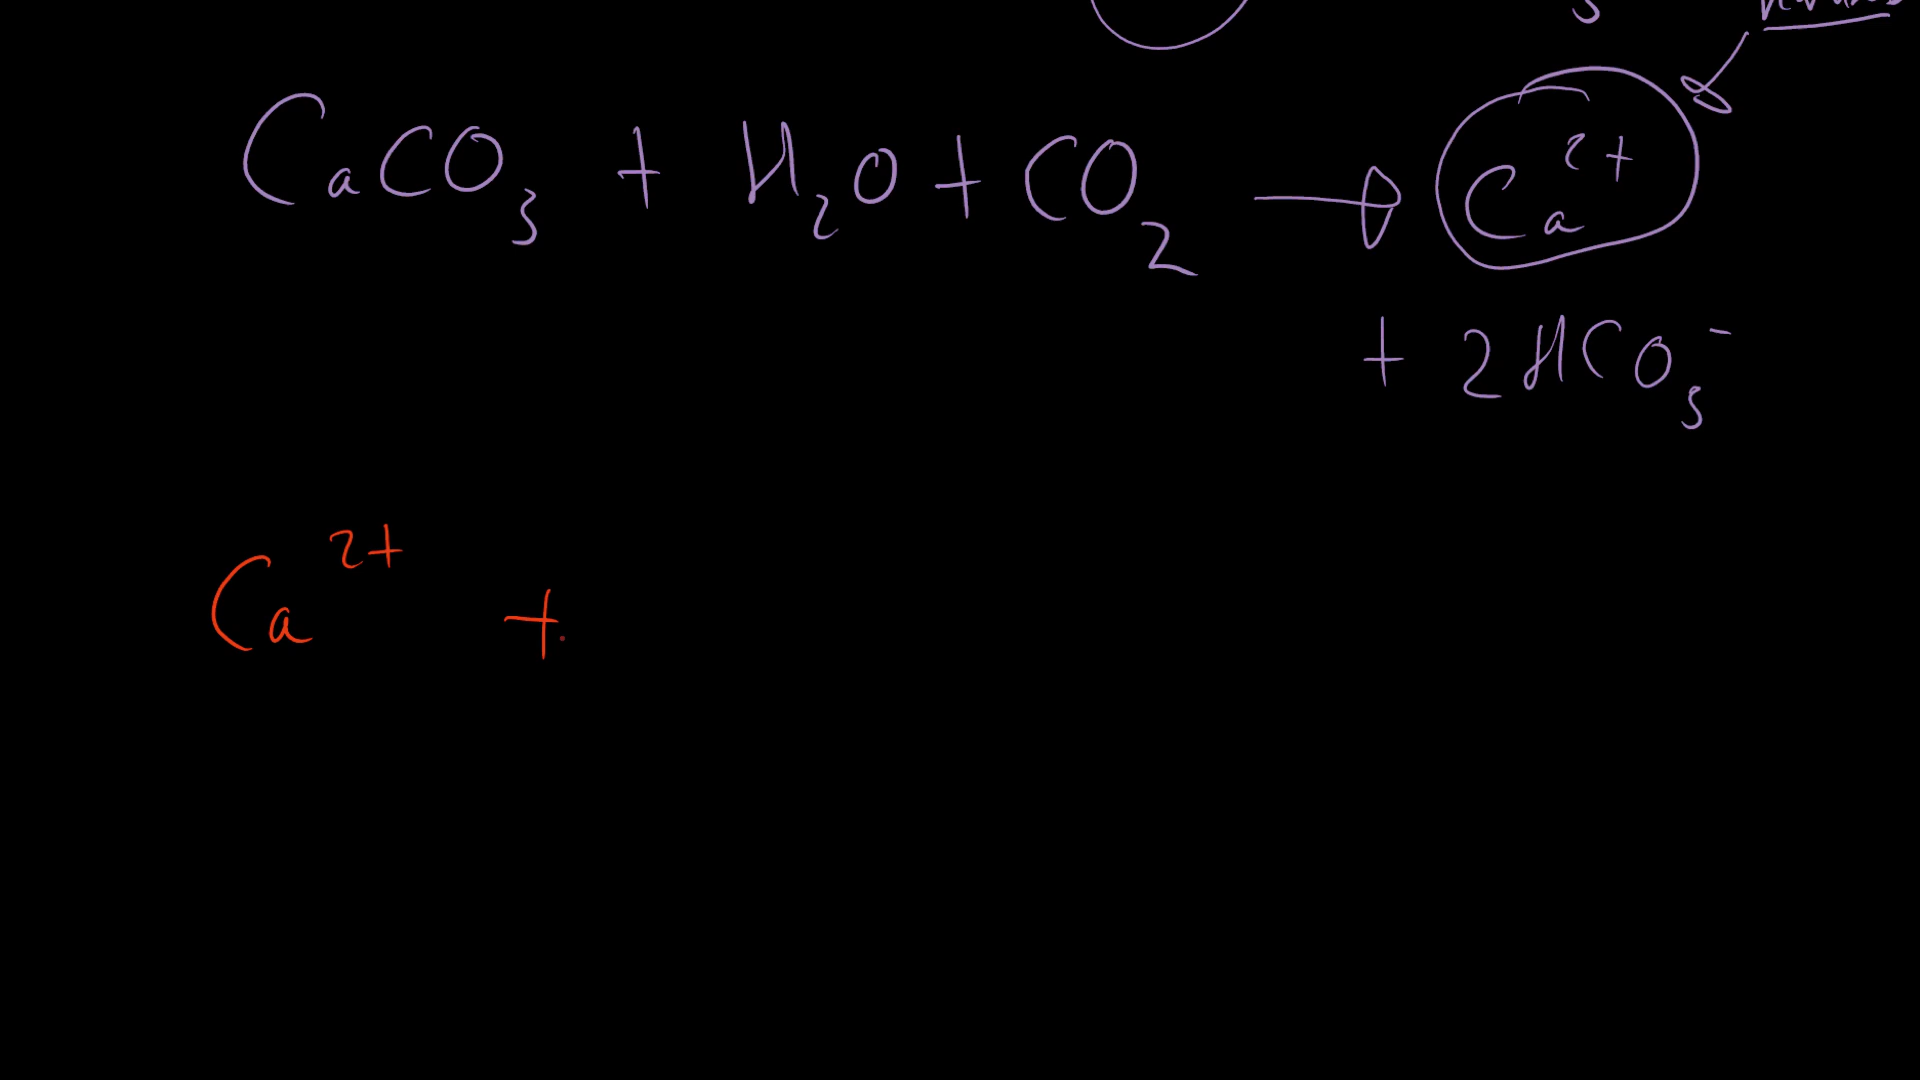 CaCO₃ + H₂O + CO₂ → Ca²⁺
+ 2HCO₃⁻
Ca²⁺ +